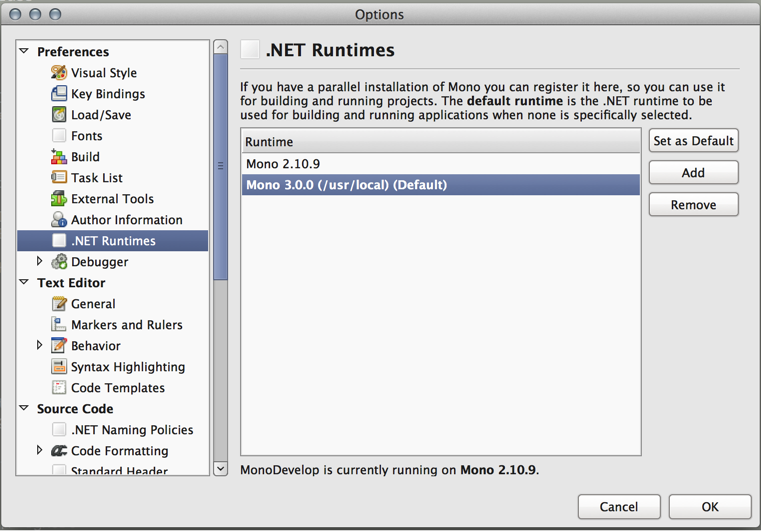 Options
Preferences
Visual Style
Key Bindings
Load/Save
Fonts
Build
Task List
External Tools
Author Information
.NET Runtimes
Debugger
Text Editor
General
Markers and Rulers
Behavior
Syntax Highlighting
Code Templates
Source Code
.NET Naming Policies
Code Formatting
Standard Header
.NET Runtimes
If you have a parallel installation of Mono you can register it here, so you can use it
for building and running projects. The default runtime is the .NET runtime to be
used for building and running applications when none is specifically selected.
Runtime
Mono 2.10.9
Mono 3.0.0 (/usr/local) (Default)
Set as Default
Add
Remove
MonoDevelop is currently running on Mono 2.10.9.
Cancel
OK